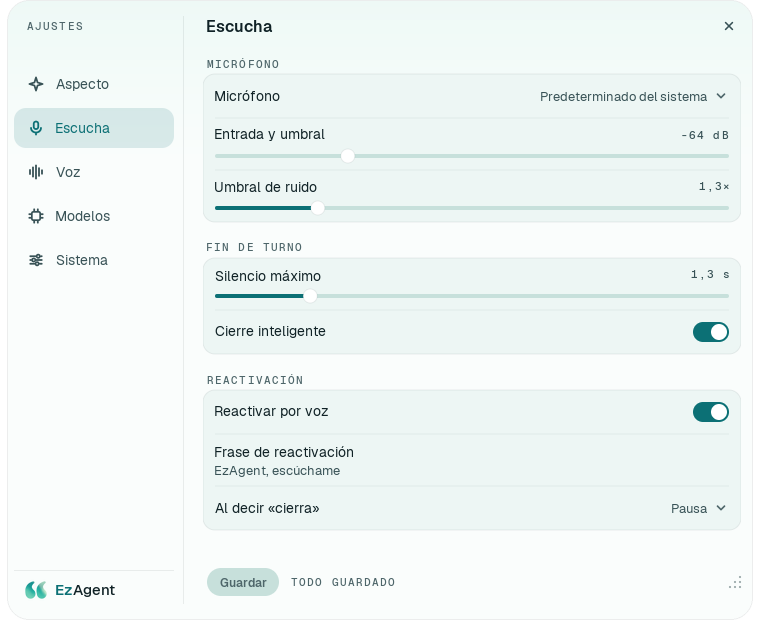 AJUSTES
Aspecto
Escucha
Voz
Modelos
Sistema
EzAgent
Escucha
MICRÓFONO
Micrófono Predeterminado del sistema
Entrada y umbral -64 dB
Umbral de ruido 1,3×
FIN DE TURNO
Silencio máximo 1,3 s
Cierre inteligente
REACTIVACIÓN
Reactivar por voz
Frase de reactivación
EzAgent, escúchame
Al decir «cierra» Pausa
Guardar TODO GUARDADO